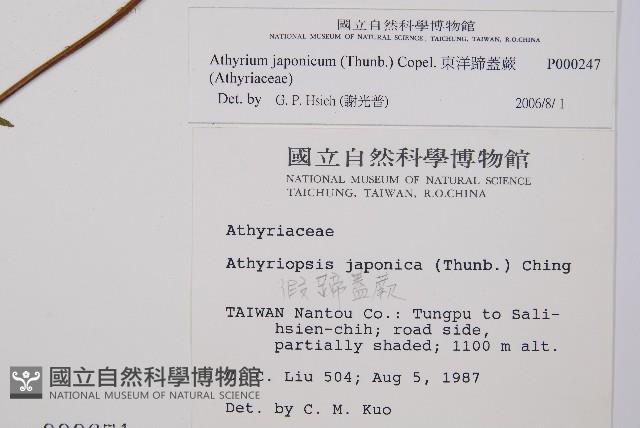 國立自然科學博物館
NATIONAL MUSEUM OF NATURAL SCIENCE, TAICHUNG, TAIWAN, R.O.CHINA
Athyrium japonicum (Thunb.) Copel. 東洋蹄蓋蕨 P000247
(Athyriaceae)
Det. by G. P. Hsich (謝光普) 2006/8/1
國立自然科學博物館
NATIONAL MUSEUM OF NATURAL SCIENCE
TAICHUNG, TAIWAN, R.O.CHINA
Athyriaceae
Athyriopsis japonica (Thunb.) Ching
假蹄蓋蕨
TAIWAN Nantou Co.: Tungpu to Sali-
hsien-chih; road side,
partially shaded; 1100 m alt.
C. Liu 504; Aug 5, 1987
Det. by C. M. Kuo
國立自然科學博物館
NATIONAL MUSEUM OF NATURAL SCIENCE